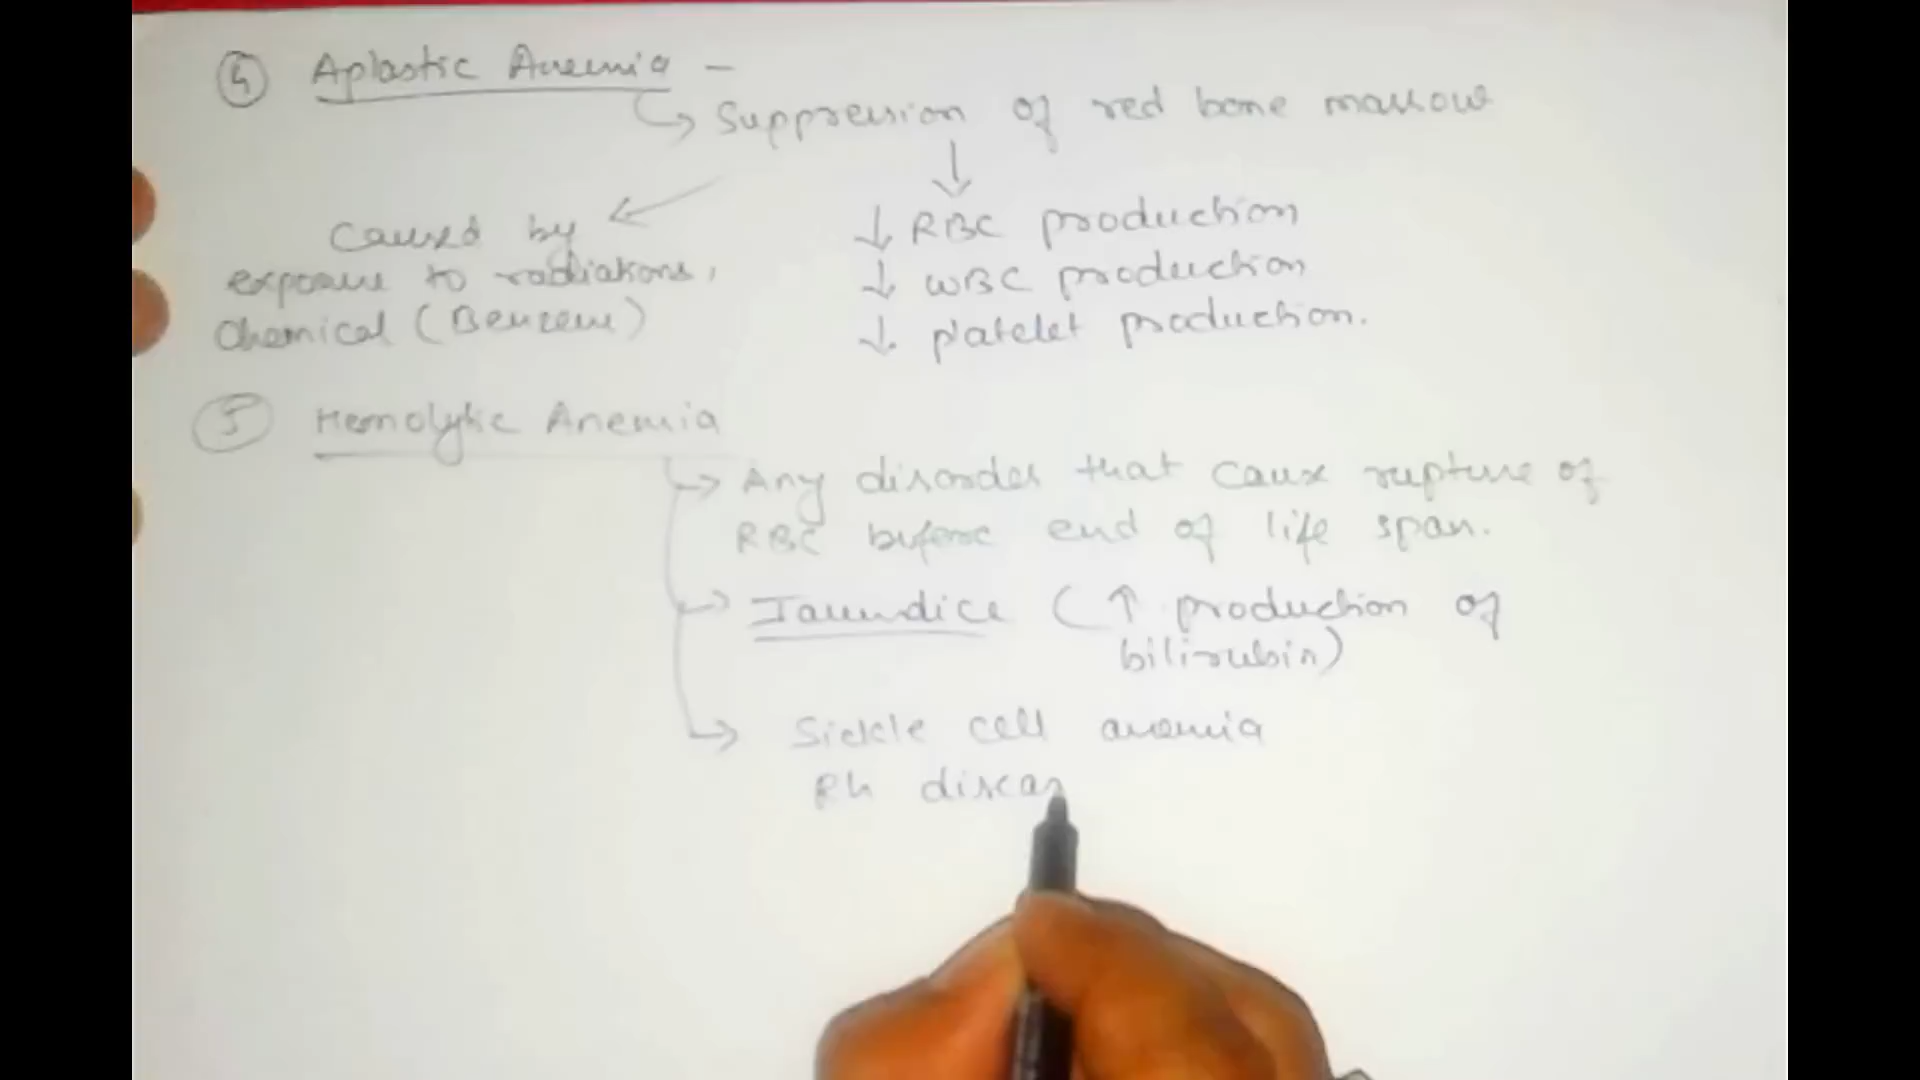 4 Aplastic Anemia –
↳ Suppression of red bone marrow
↓
Caused by
exposure to radiations,
Chemical (Benzene)
↓ RBC production
↓ WBC production
↓ platelet production.
5 Hemolytic Anemia
→ Any disorder that cause rupture of
RBC before end of life span.
→ Jaundice (↑ production of
bilirubin)
→ Sickle cell anemia
Rh diseas